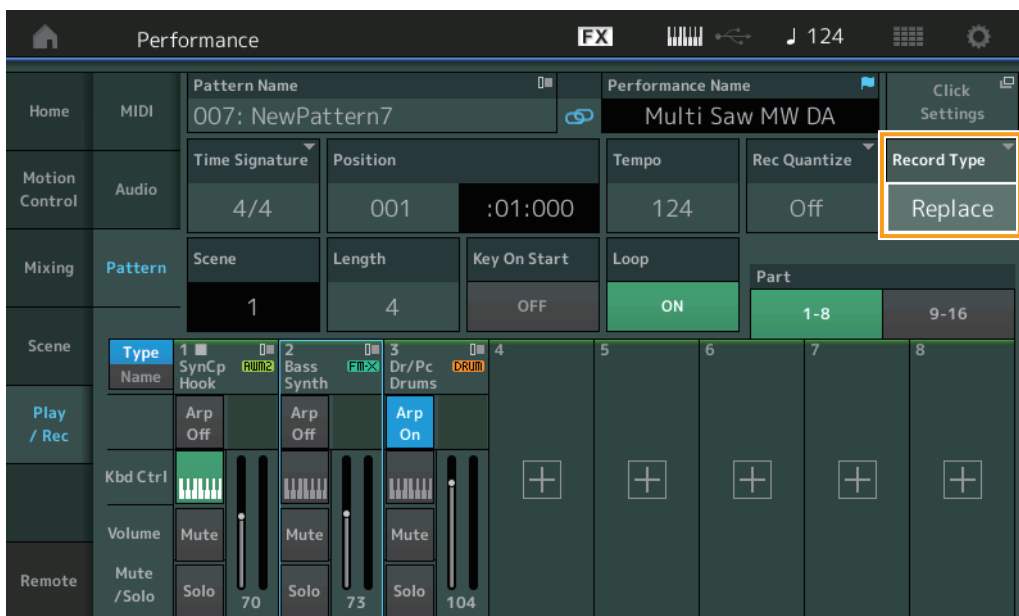 Performance
FX
♩ 124
Home
Motion
Control
Mixing
Scene
Play
/ Rec
Remote
MIDI
Audio
Pattern
Pattern Name
007: NewPattern7
Performance Name
Multi Saw MW DA
Click
Settings
Time Signature
4/4
Position
001
:01:000
Tempo
124
Rec Quantize
Off
Record Type
Replace
Scene
1
Length
4
Key On Start
OFF
Loop
ON
Part
1-8
9-16
Type
Name
1
SynCp
Hook
AWM2
2
Bass
Synth
FM-X
3
Dr/Pc
Drums
DRUM
4
5
6
7
8
Arp
Off
Arp
Off
Arp
On
Kbd Ctrl
Volume
Mute
Mute
Mute
Mute
/Solo
Solo
70
Solo
73
Solo
104